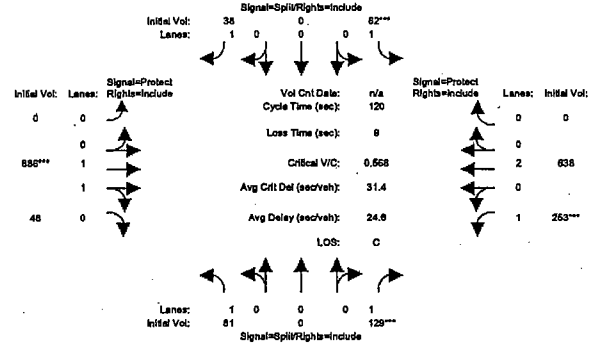 Signal=Split/Rights=Include
Initial Vol: 38 0 62***
Lanes: 1 0 0 0 1
Signal=Protect
Initial Vol: Lanes: Rights=Include
Vol Cnt Date: n/a
Signal=Protect
Rights=Include Lanes: Initial Vol:
Cycle Time (sec): 120
0 0
0 0
Loss Time (sec): 9
0
0
886*** 1
Critical V/C: 0.568
2 638
1
Avg Crit Del (sec/veh): 31.4
0
48 0
Avg Delay (sec/veh): 24.6
1 253***
LOS: C
Lanes: 1 0 0 0 1
Initial Vol: 81 0 129***
Signal=Split/Rights=Include